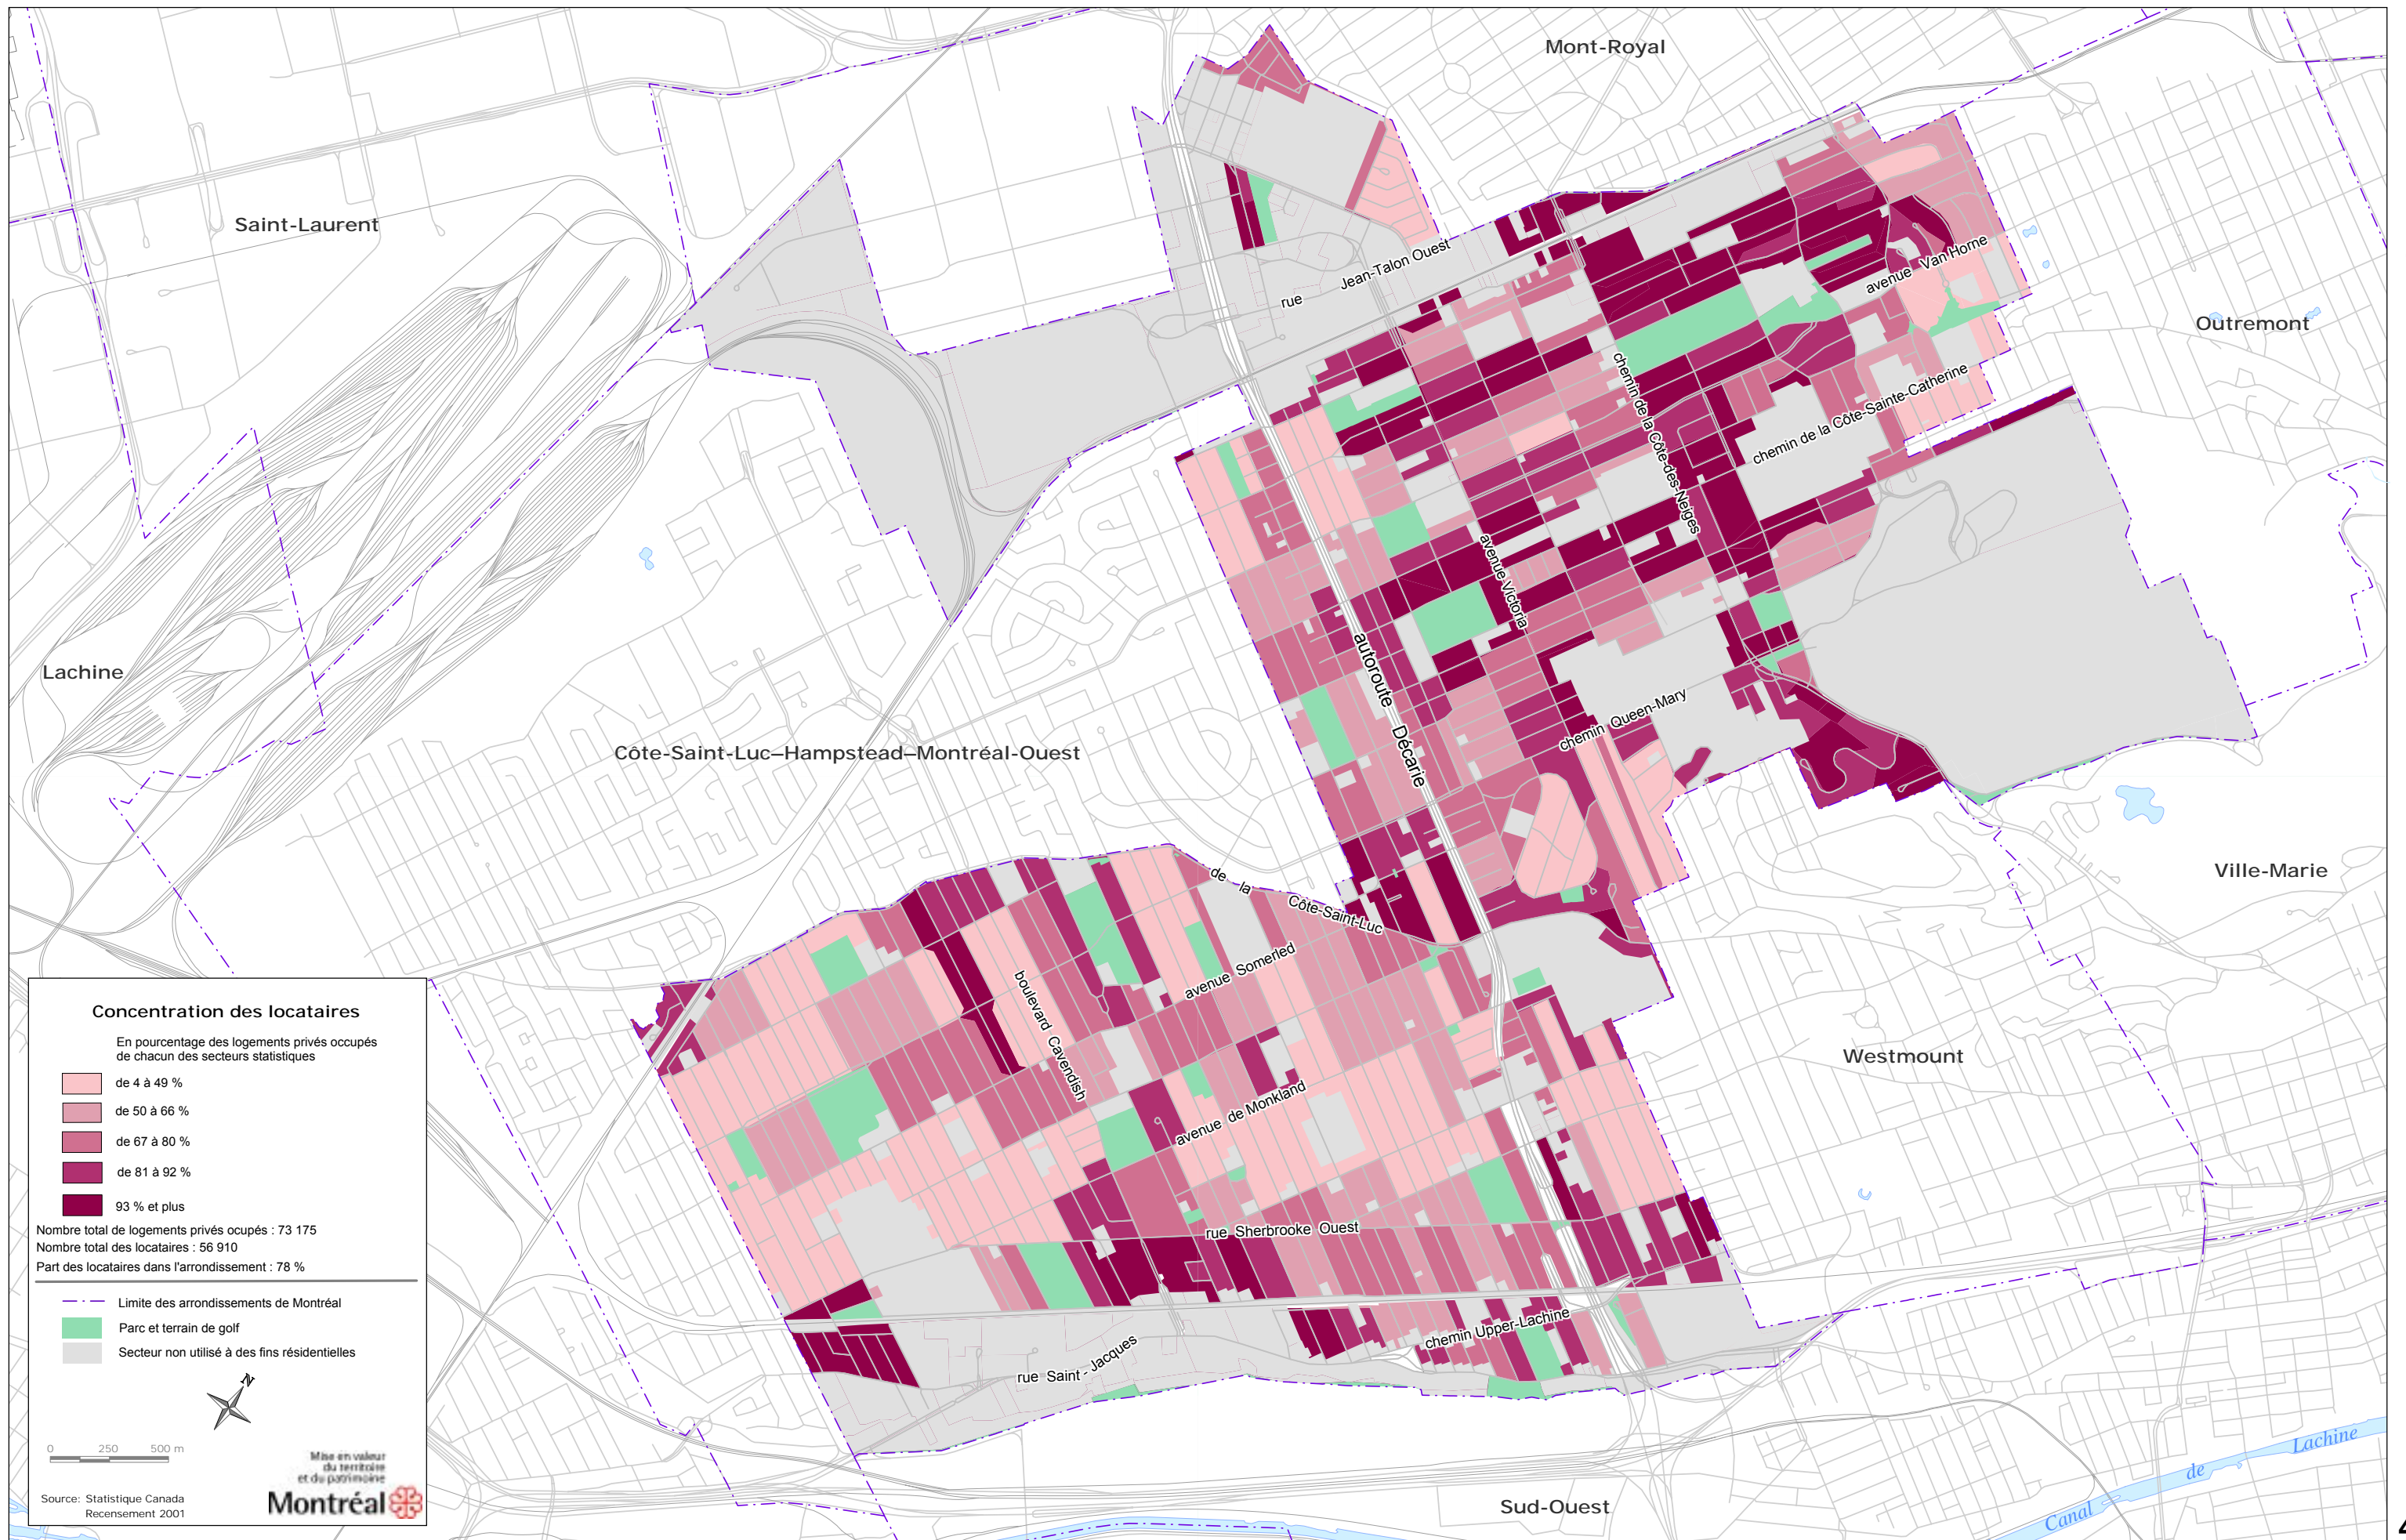 Mont-Royal
Saint-Laurent
rue Jean-Talon Ouest
avenue Van Horne
Outremont
chemin de la Côte-des-Neiges
chemin de la Côte-Sainte-Catherine
avenue Victoria
Lachine
autoroute Décarie
chemin Queen-Mary
Côte-Saint-Luc–Hampstead–Montréal-Ouest
Ville-Marie
de la Côte-Saint-Luc
avenue Somerled
boulevard Cavendish
Westmount
avenue de Monkland
rue Sherbrooke Ouest
chemin Upper-Lachine
rue Saint-Jacques
Sud-Ouest
Canal de Lachine
Concentration des locataires
En pourcentage des logements privés occupés
de chacun des secteurs statistiques
de 4 à 49 %
de 50 à 66 %
de 67 à 80 %
de 81 à 92 %
93 % et plus
Nombre total de logements privés ocupés : 73 175
Nombre total des locataires : 56 910
Part des locataires dans l'arrondissement : 78 %
Limite des arrondissements de Montréal
Parc et terrain de golf
Secteur non utilisé à des fins résidentielles
N
0 250 500 m
Mise en valeur
du territoire
et du patrimoine
Montréal
Source: Statistique Canada
Recensement 2001